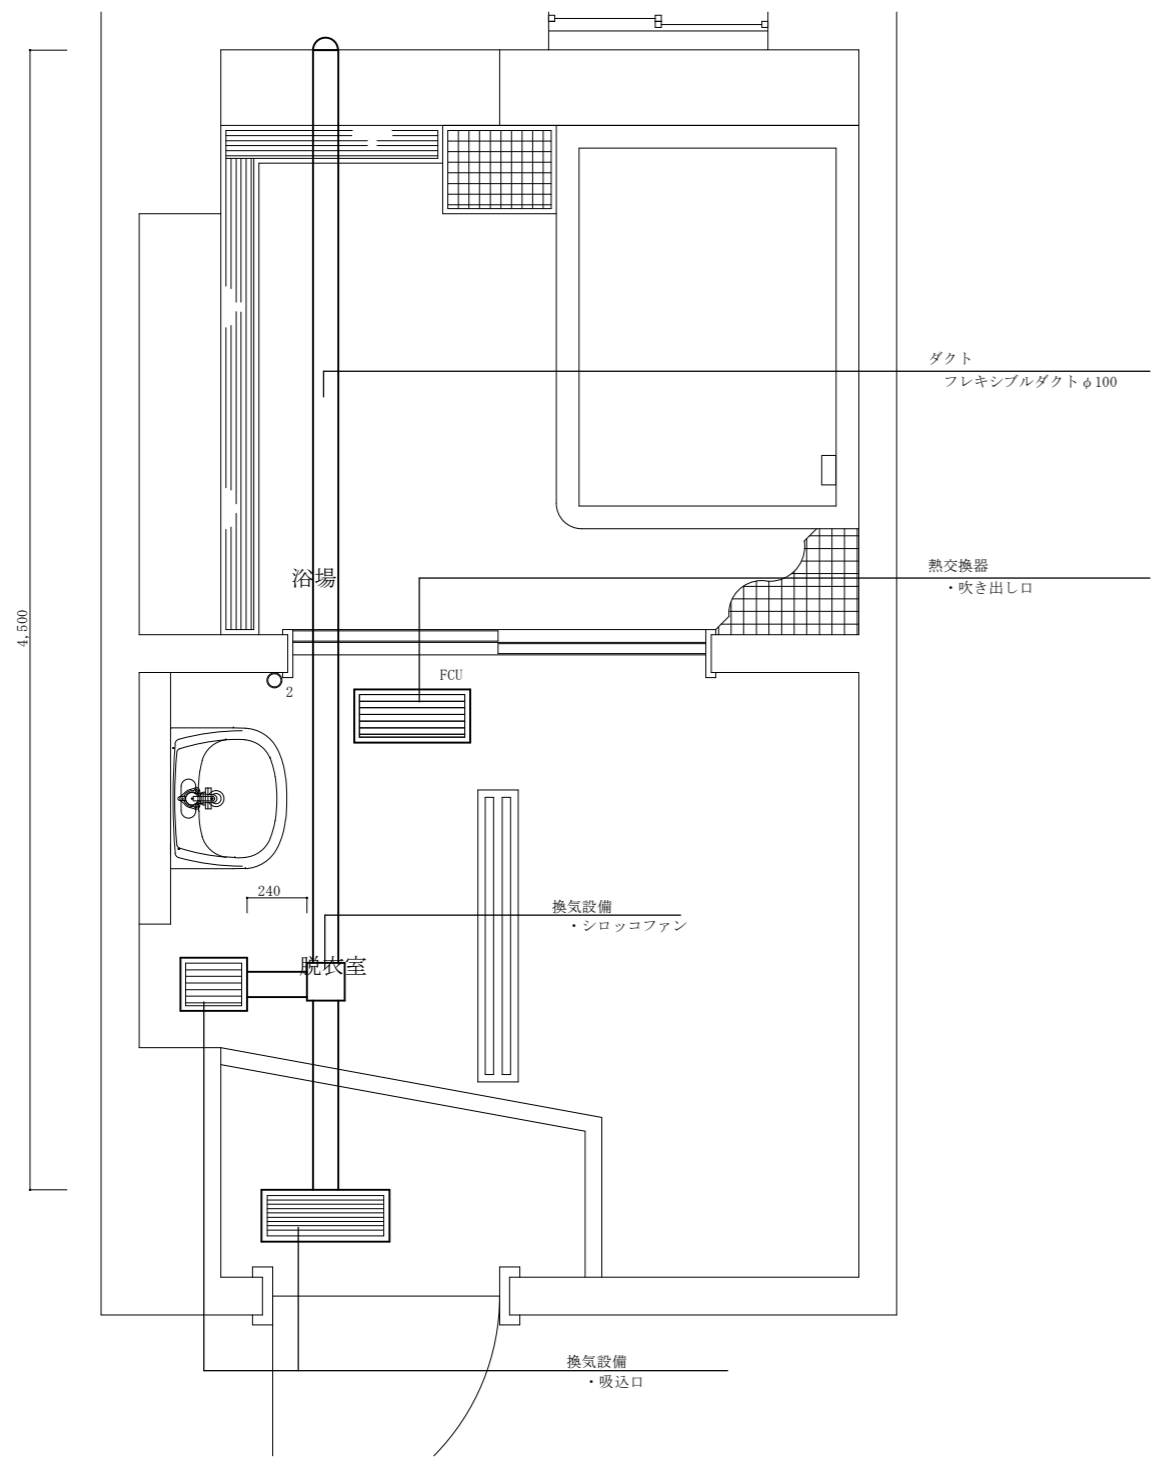 ダクト
フレキシブルダクトφ100
熱交換器
・吹き出し口
浴場
4,500
FCU
2
240
換気設備
・シロッコファン
脱衣室
換気設備
・吸込口